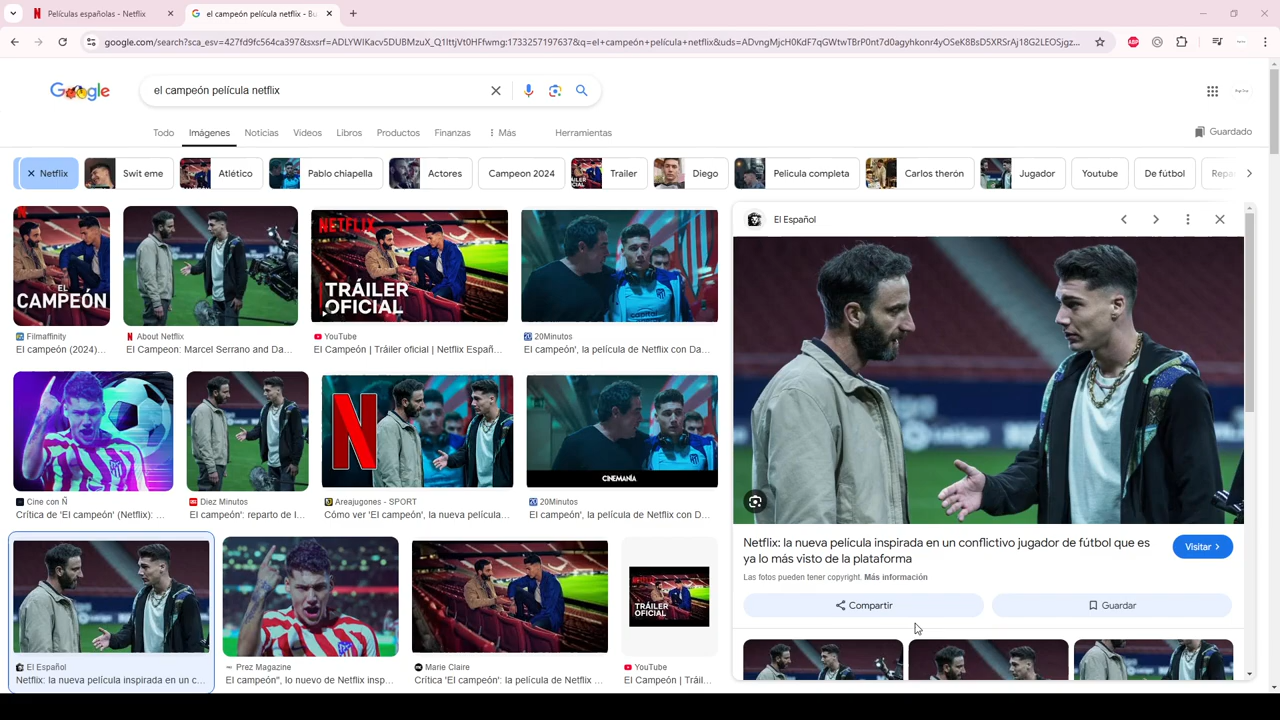 Películas españolas - Netflix
el campeón película netflix - Bu
google.com/search?sca_esv=427fd9fc564ca397&sxsrf=ADLYWIKacv5DUBMzuX_Q1IttjVt0HFfwmg:1733257197637&q=el+campeón+película+netflix&uds=ADvngMjcH0KdF7qGWtwTBrP0nt7d0agyhkonr4yOSeK8BsD5XRSrAj18G2LEOSjgz...
Google
el campeón película netflix
Todo
Imágenes
Noticias
Vídeos
Libros
Productos
Finanzas
Más
Herramientas
Guardado
Netflix
Swit eme
Atlético
Pablo chiapella
Actores
Campeon 2024
Trailer
Diego
Pelicula completa
Carlos therón
Jugador
Youtube
De fútbol
EL
CAMPEÓN
NETFLIX
TRÁILER
OFICIAL
Filmaffinity
El campeón (2024)...
About Netflix
El Campeon: Marcel Serrano and Da...
YouTube
El Campeón | Tráiler oficial | Netflix Españ...
20Minutos
El campeón', la película de Netflix con Da...
N
CINEMANÍA
Cine con Ñ
Crítica de 'El campeón' (Netflix): ...
Diez Minutos
El campeón': reparto de l...
Areajugones - SPORT
Cómo ver 'El campeón', la nueva película...
20Minutos
El campeón', la película de Netflix con D...
TRÁILER
OFICIAL
El Español
Netflix: la nueva película inspirada en un c...
Prez Magazine
El campeón", lo nuevo de Netflix insp...
Marie Claire
Crítica 'El campeón': la película de Netflix ...
YouTube
El Campeón | Tráil...
El Español
Netflix: la nueva película inspirada en un conflictivo jugador de fútbol que es
ya lo más visto de la plataforma
Visitar
Las fotos pueden tener copyright. Más información
Compartir
Guardar